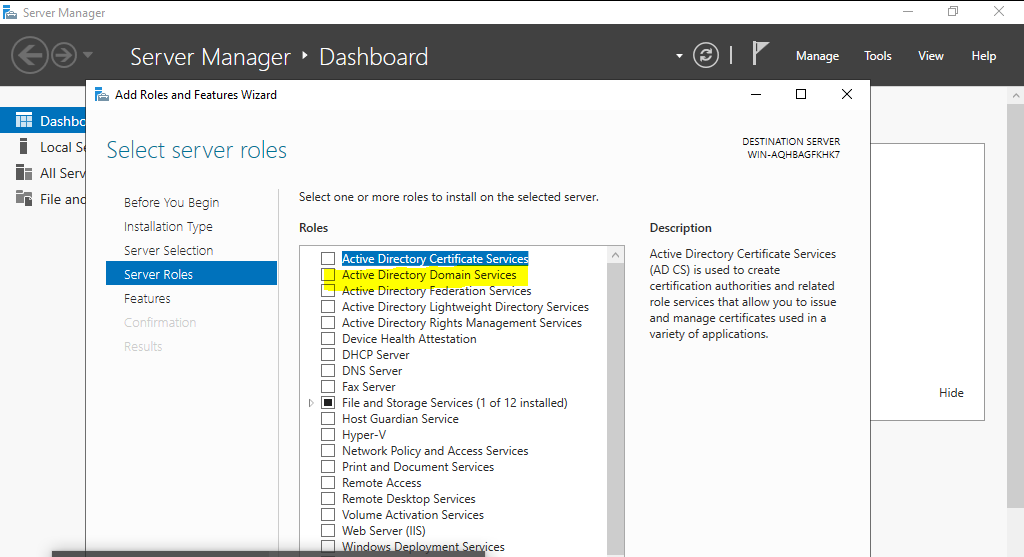 Server Manager
Server Manager ‣ Dashboard
Manage Tools View Help
Add Roles and Features Wizard
Dashbo
Local Se
All Serv
File and
Select server roles
DESTINATION SERVER
WIN-AQHBAGFKHK7
Before You Begin
Installation Type
Server Selection
Server Roles
Features
Confirmation
Results
Select one or more roles to install on the selected server.
Roles
Active Directory Certificate Services
Active Directory Domain Services
Active Directory Federation Services
Active Directory Lightweight Directory Services
Active Directory Rights Management Services
Device Health Attestation
DHCP Server
DNS Server
Fax Server
File and Storage Services (1 of 12 installed)
Host Guardian Service
Hyper-V
Network Policy and Access Services
Print and Document Services
Remote Access
Remote Desktop Services
Volume Activation Services
Web Server (IIS)
Windows Deployment Services
Description
Active Directory Certificate Services
(AD CS) is used to create
certification authorities and related
role services that allow you to issue
and manage certificates used in a
variety of applications.
Hide